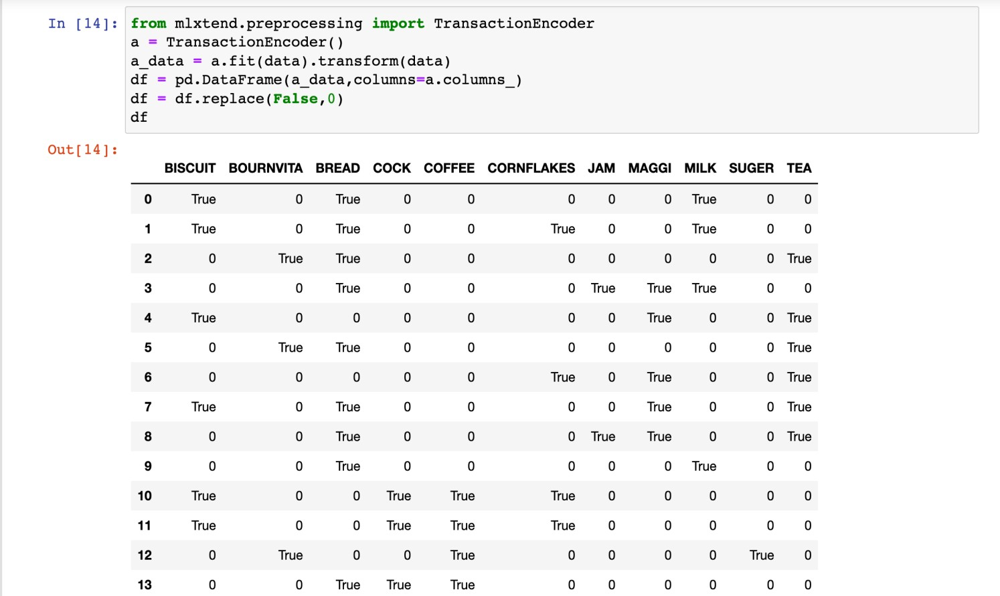 In [14]: from mlxtend.preprocessing import TransactionEncoder
a = TransactionEncoder()
a_data = a.fit(data).transform(data)
df = pd.DataFrame(a_data,columns=a.columns_)
df = df.replace(False,0)
df
Out[14]:
BISCUIT BOURNVITA BREAD COCK COFFEE CORNFLAKES JAM MAGGI MILK SUGER TEA
0 True 0 True 0 0 0 0 0 True 0 0
1 True 0 True 0 0 True 0 0 True 0 0
2 0 True True 0 0 0 0 0 0 0 True
3 0 0 True 0 0 0 True True True 0 0
4 True 0 0 0 0 0 0 True 0 0 True
5 0 True True 0 0 0 0 0 0 0 True
6 0 0 0 0 0 True 0 True 0 0 True
7 True 0 True 0 0 0 0 True 0 0 True
8 0 0 True 0 0 0 True True 0 0 True
9 0 0 True 0 0 0 0 0 True 0 0
10 True 0 0 True True True 0 0 0 0 0
11 True 0 0 True True True 0 0 0 0 0
12 0 True 0 0 True 0 0 0 0 True 0
13 0 0 True True True 0 0 0 0 0 0